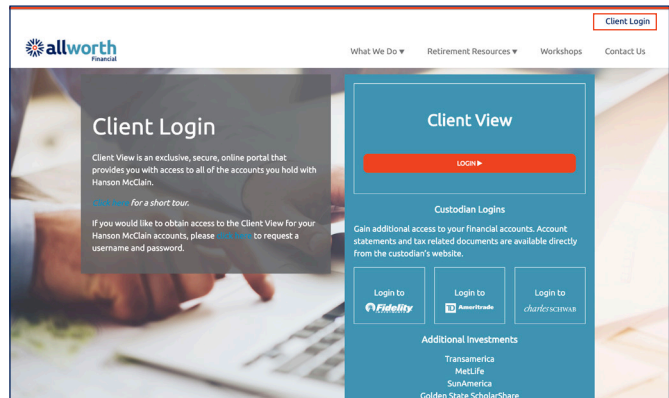 Client Login
allworth
Financial
What We Do ▼
Retirement Resources ▼
Workshops
Contact Us
Client Login
Client View is an exclusive, secure, online portal that
provides you with access to all of the accounts you hold with
Hanson McClain.
for a short tour.
If you would like to obtain access to the Client View for your
Hanson McClain accounts, please click here to request a
username and password.
Client View
LOGIN ▶
Custodian Logins
Gain additional access to your financial accounts. Account
statements and tax related documents are available directly
from the custodian's website.
Login to
Fidelity
Login to
TD Ameritrade
Login to
charles SCHWAB
Additional Investments
Transamerica
MetLife
SunAmerica
Golden State ScholarShare